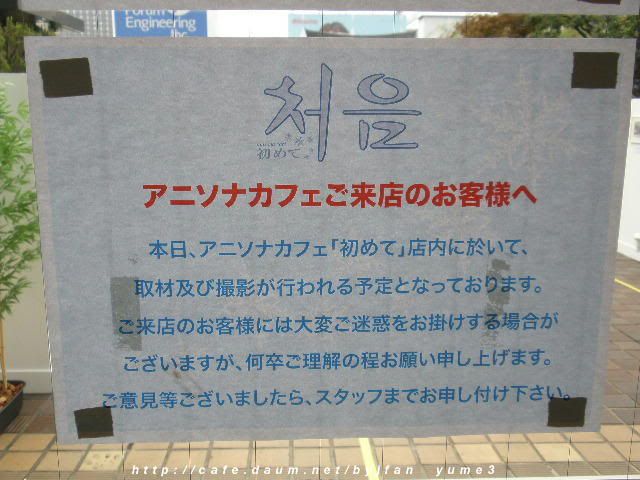 Forum
Engineering
Inc.
처음
初めて
アニソナカフェご来店のお客様へ
本日、アニソナカフェ「初めて」店内に於いて、
取材及び撮影が行われる予定となっております。
ご来店のお客様には大変ご迷惑をお掛けする場合が
ございますが、何卒ご理解の程お願い申し上げます。
ご意見等ございましたら、スタッフまでお申し付け下さい。
http://cafe.daum.net/byjfan yume3